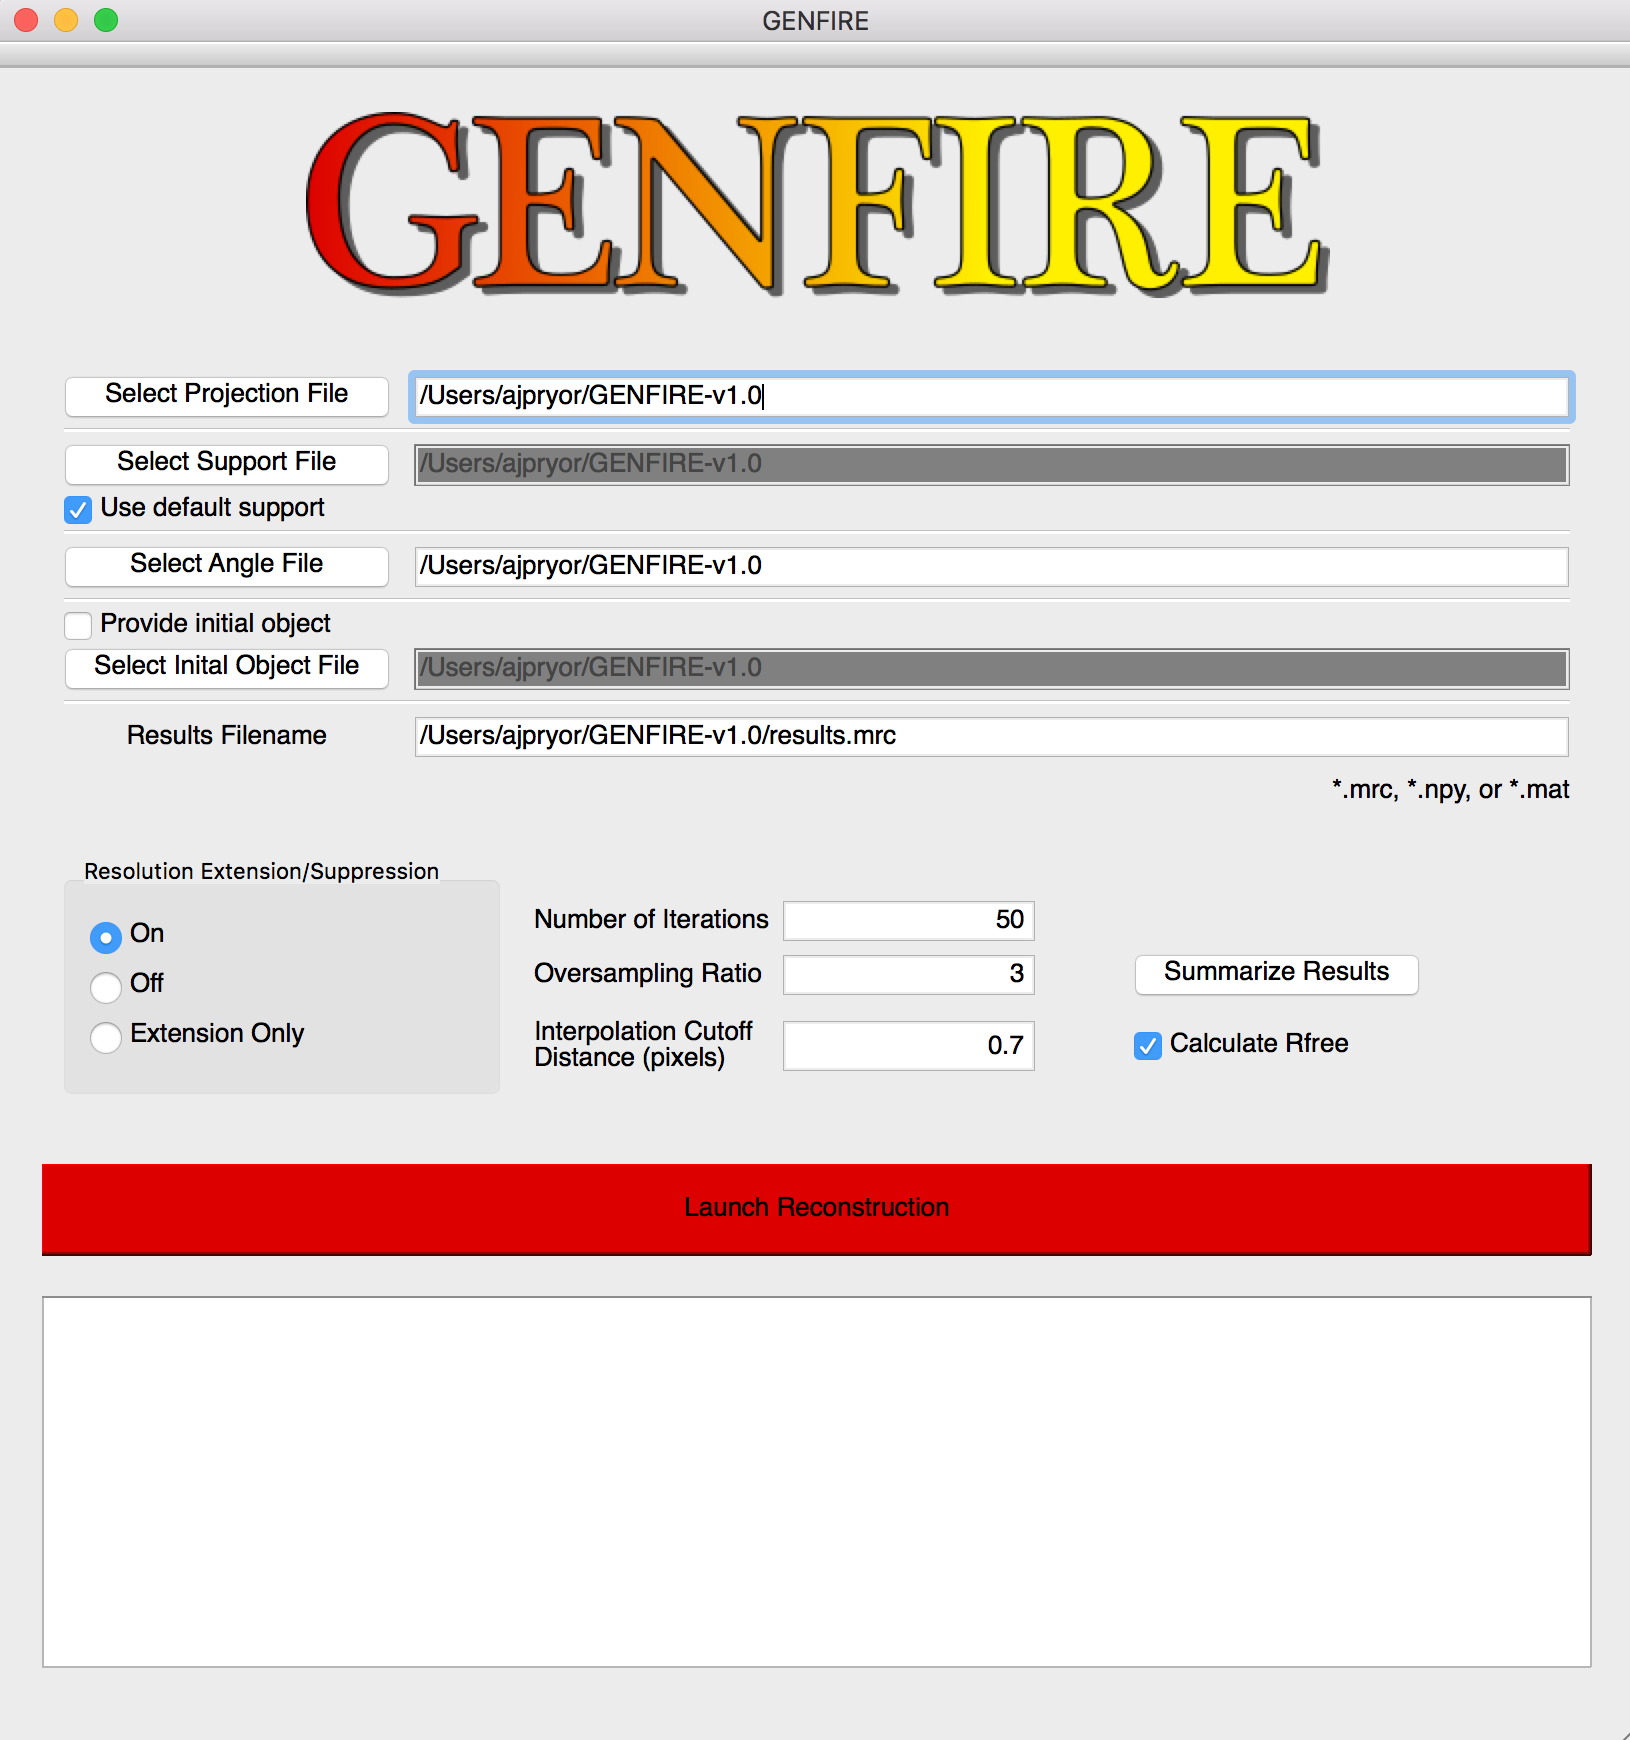 GENFIRE
GENFIRE
Select Projection File /Users/ajpryor/GENFIRE-v1.0
Select Support File /Users/ajpryor/GENFIRE-v1.0
Use default support
Select Angle File /Users/ajpryor/GENFIRE-v1.0
Provide initial object
Select Inital Object File /Users/ajpryor/GENFIRE-v1.0
Results Filename /Users/ajpryor/GENFIRE-v1.0/results.mrc
*.mrc, *.npy, or *.mat
Resolution Extension/Suppression
On
Off
Extension Only
Number of Iterations 50
Oversampling Ratio 3
Interpolation Cutoff
Distance (pixels) 0.7
Summarize Results
Calculate Rfree
Launch Reconstruction